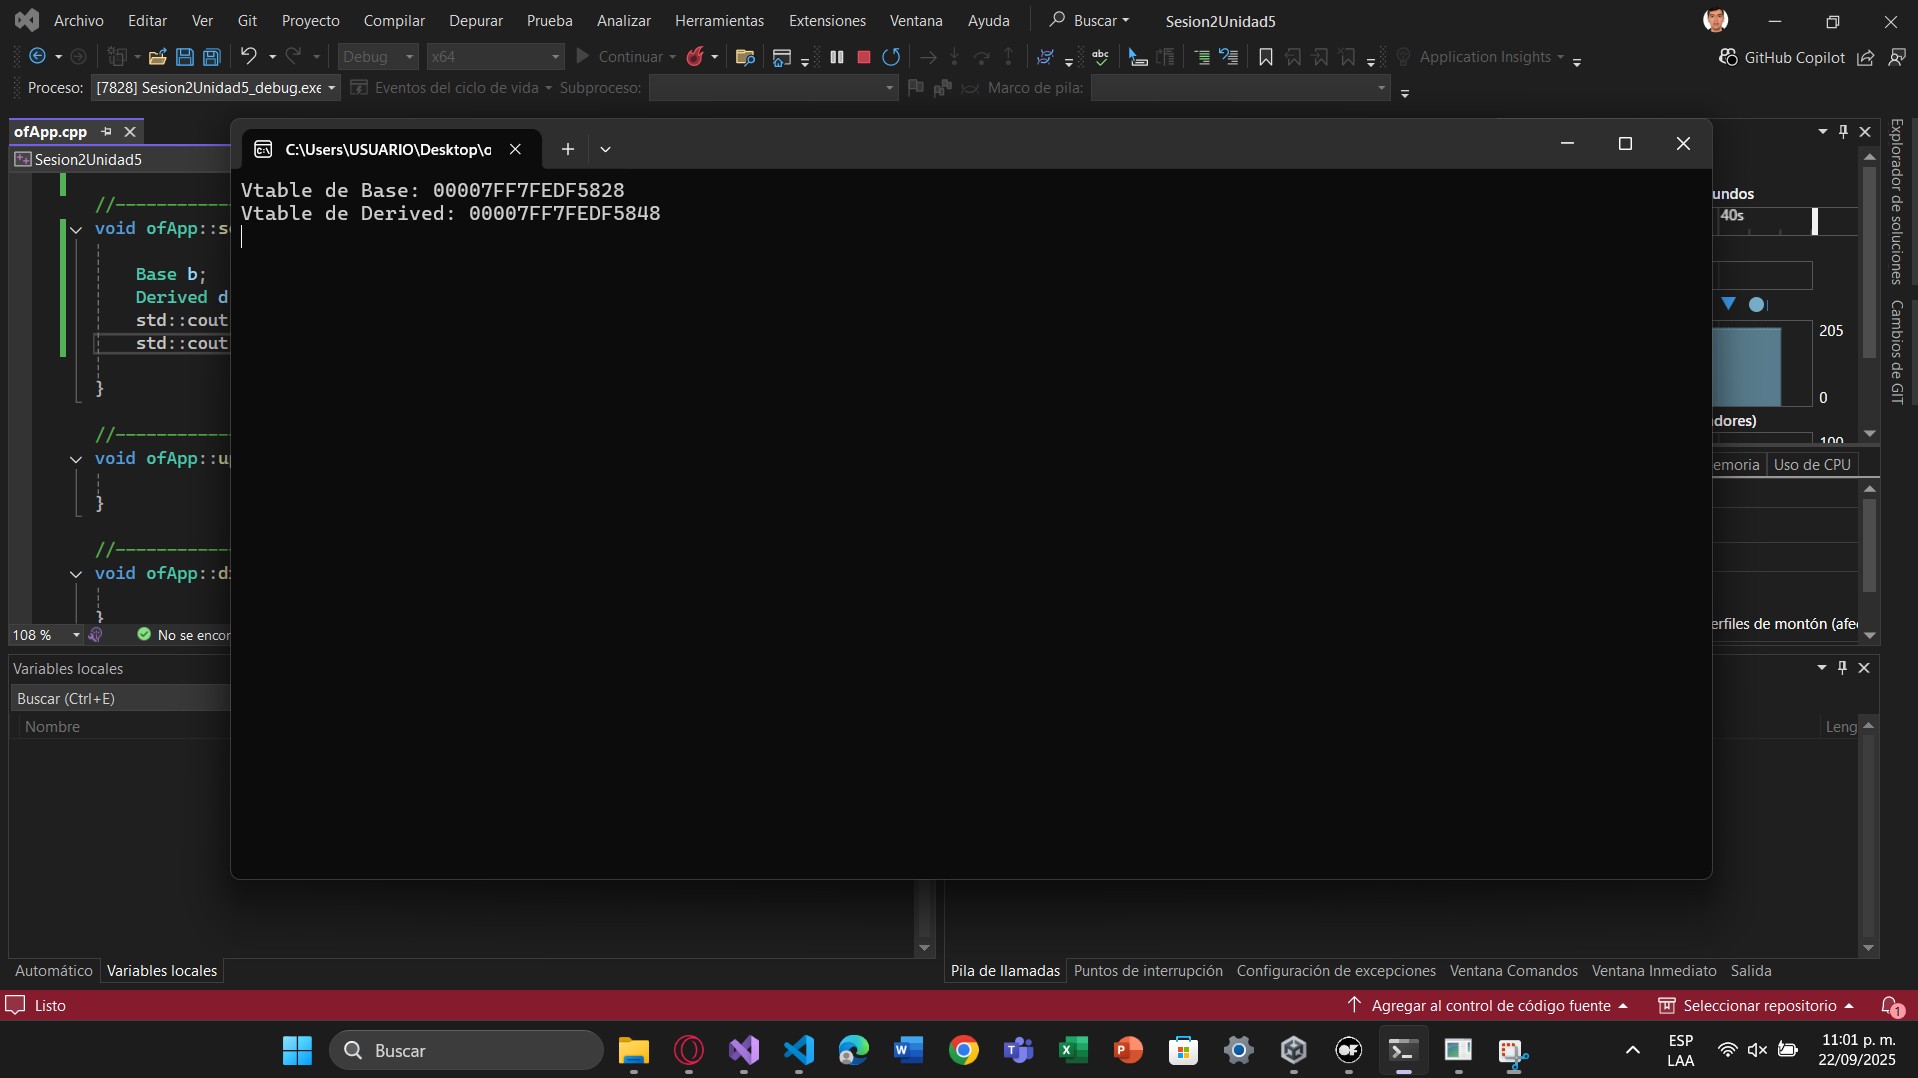 Archivo Editar Ver Git Proyecto Compilar Depurar Prueba Analizar Herramientas Extensiones Ventana Ayuda Buscar Sesion2Unidad5
Debug x64 Continuar Application Insights GitHub Copilot
Proceso: [7828] Sesion2Unidad5_debug.exe Eventos del ciclo de vida Subproceso: Marco de pila:
ofApp.cpp
Sesion2Unidad5
C:\Users\USUARIO\Desktop\o
Vtable de Base: 00007FF7FEDF5828
Vtable de Derived: 00007FF7FEDF5848
//-------------
void ofApp::s
Base b;
Derived d
std::cout
std::cout
}
//-------------
void ofApp::u
}
//-------------
void ofApp::d
}
108 % No se encor
undos
40s
205
0
dores)
100
emoria Uso de CPU
erfiles de montón (afe
Explorador de soluciones
Cambios de GIT
Variables locales
Buscar (Ctrl+E)
Nombre
Leng
Automático Variables locales
Pila de llamadas Puntos de interrupción Configuración de excepciones Ventana Comandos Ventana Inmediato Salida
Listo Agregar al control de código fuente Seleccionar repositorio 1
Buscar
ESP
LAA
11:01 p. m.
22/09/2025